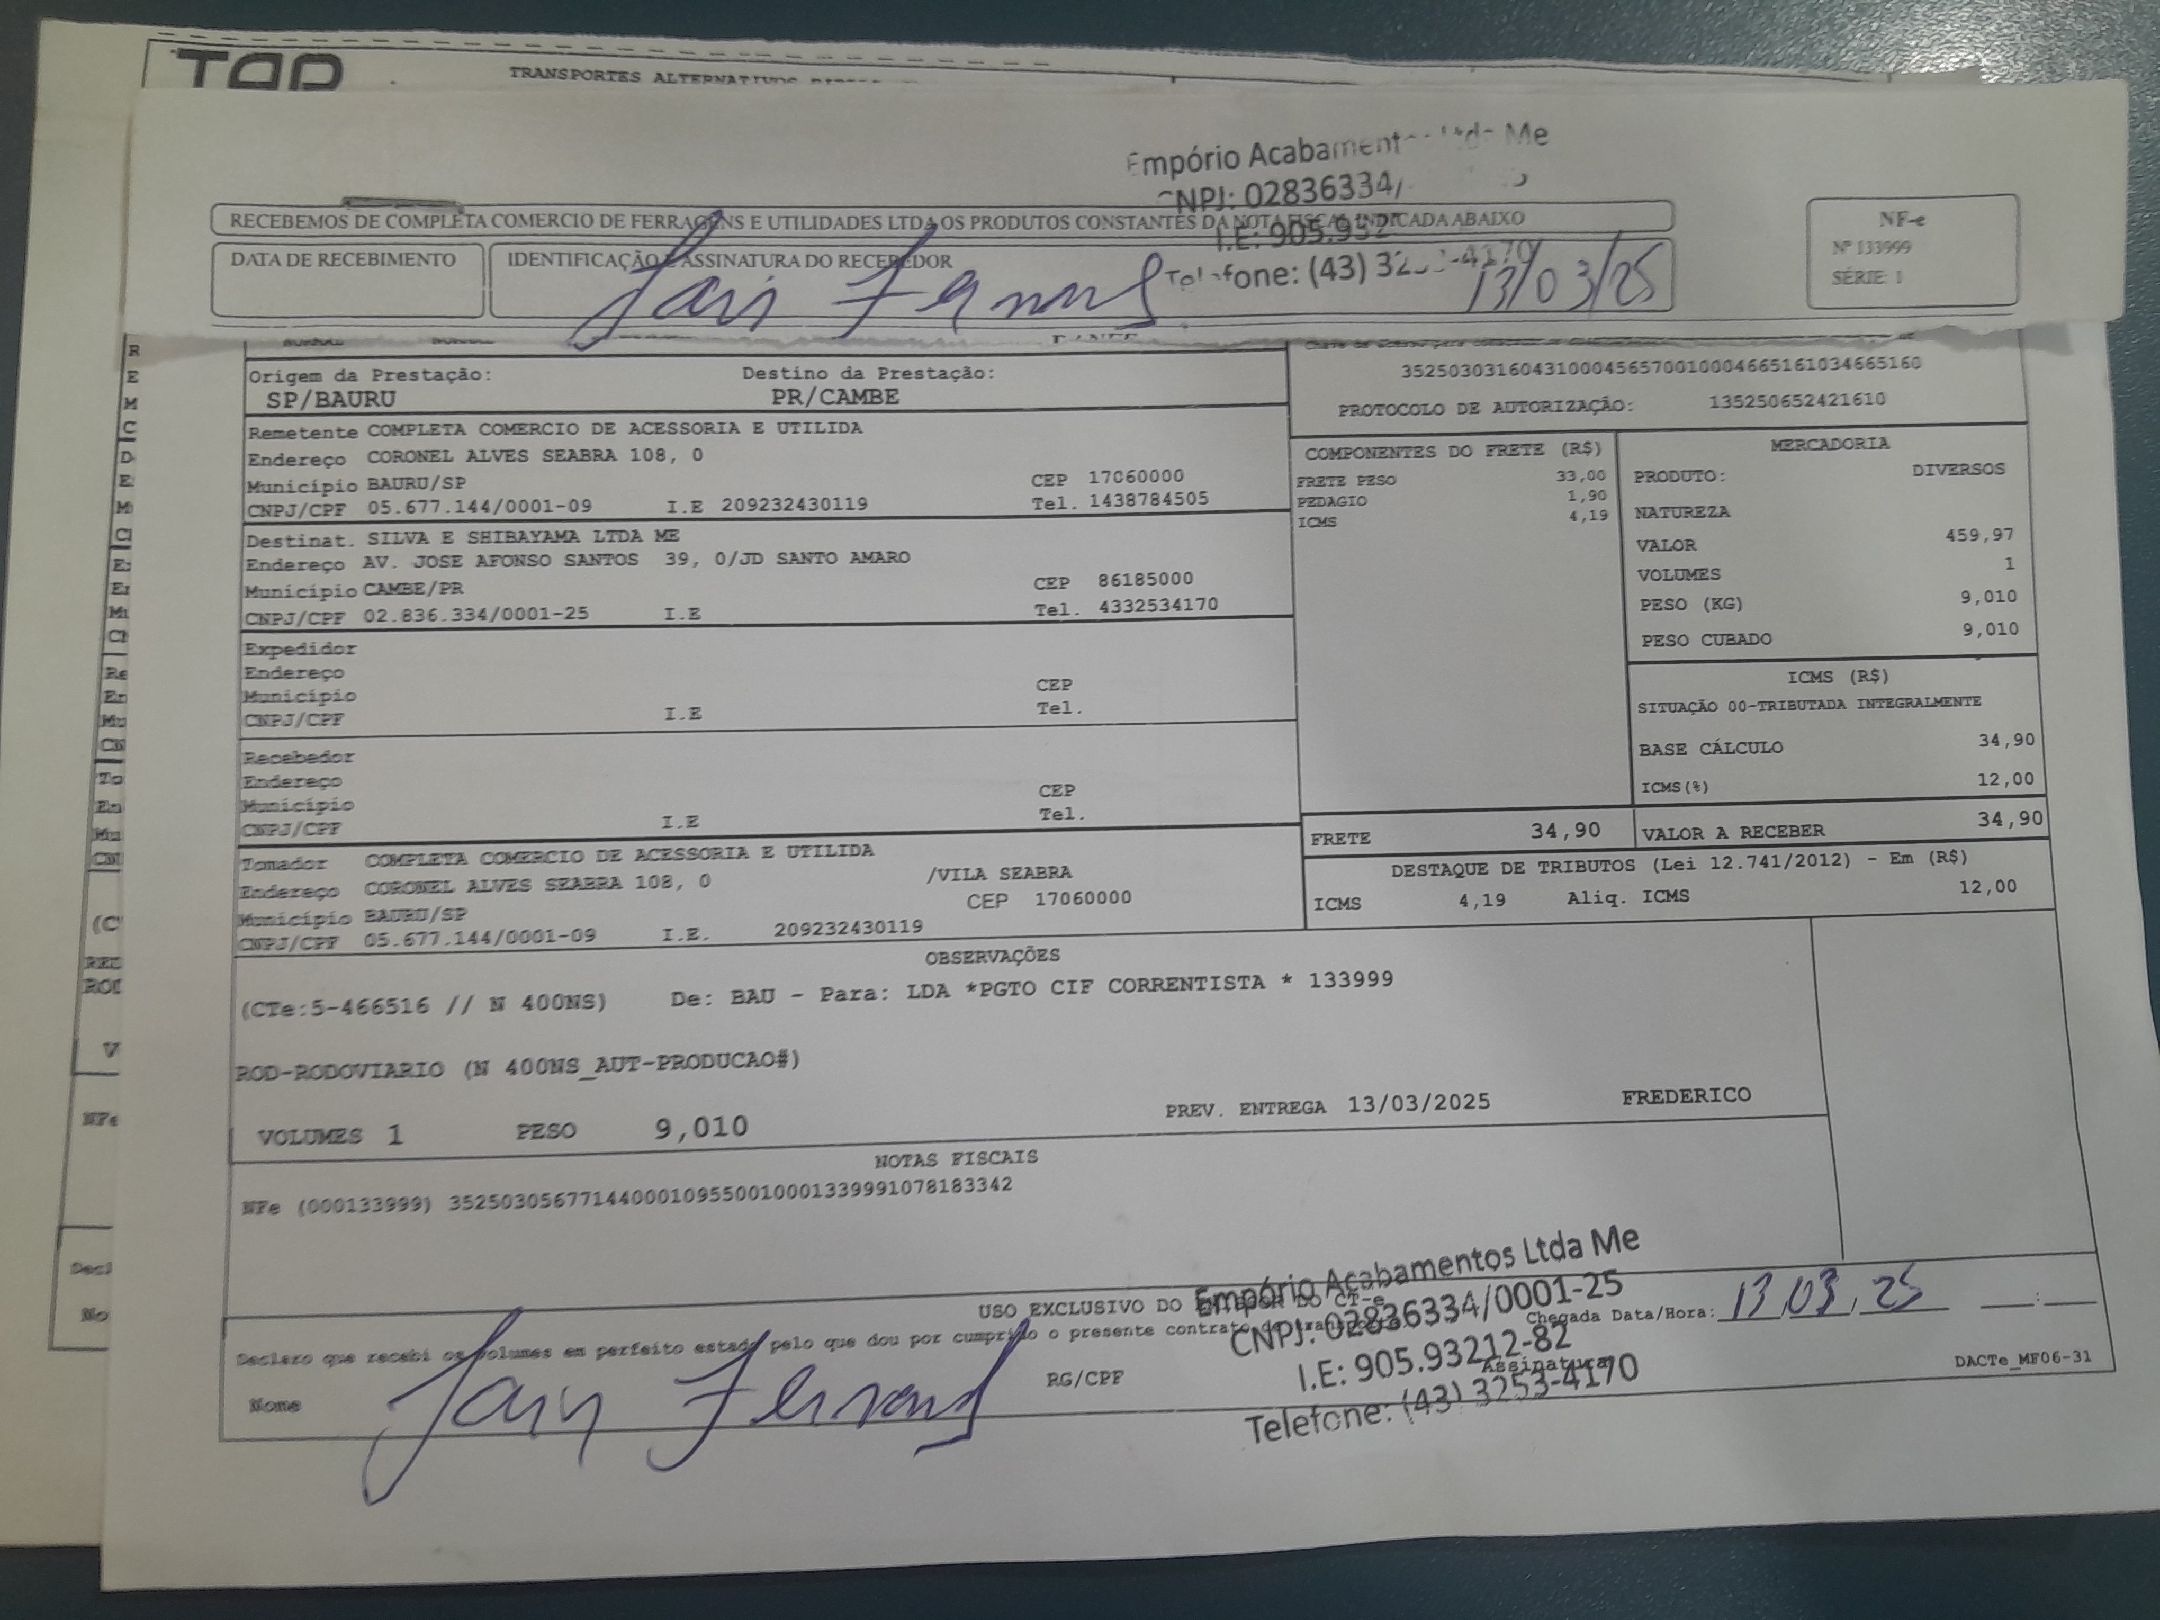 TRANSPORTES ALTERNATIVOS
Empório Acabament Me
CNPJ: 02836334/
RECEBEMOS DE COMPLETA COMERCIO DE FERRAGENS E UTILIDADES LTDA OS PRODUTOS CONSTANTES DA NOTA FISCAL INDICADA ABAIXO
I.E: 905.932
NF-e
Nº 133999
SÉRIE: 1
DATA DE RECEBIMENTO
IDENTIFICAÇÃO E ASSINATURA DO RECEBEDOR
Telefone: (43) 32 -4170
13/03/25
Origem da Prestação: Destino da Prestação:
SP/BAURU PR/CAMBE
35250303160431000456570010004665161034665160
PROTOCOLO DE AUTORIZAÇÃO: 135250652421610
Remetente COMPLETA COMERCIO DE ACESSORIA E UTILIDA
Endereço CORONEL ALVES SEABRA 108, 0
Município BAURU/SP CEP 17060000
CNPJ/CPF 05.677.144/0001-09 I.E 209232430119 Tel. 1438784505
Destinat. SILVA E SHIBAYAMA LTDA ME
Endereço AV. JOSE AFONSO SANTOS 39, 0/JD SANTO AMARO
Município CAMBE/PR CEP 86185000
CNPJ/CPF 02.836.334/0001-25 I.E Tel. 4332534170
Expedidor
Endereço
Município CEP
CNPJ/CPF I.E Tel.
Recebedor
Endereço
Município CEP
CNPJ/CPF I.E Tel.
Tomador COMPLETA COMERCIO DE ACESSORIA E UTILIDA
Endereço CORONEL ALVES SEABRA 108, 0 /VILA SEABRA
Município BAURU/SP CEP 17060000
CNPJ/CPF 05.677.144/0001-09 I.E. 209232430119
COMPONENTES DO FRETE (R$)
FRETE PESO 33,00
PEDAGIO 1,90
ICMS 4,19
MERCADORIA
PRODUTO: DIVERSOS
NATUREZA
VALOR 459,97
VOLUMES 1
PESO (KG) 9,010
PESO CUBADO 9,010
ICMS (R$)
SITUAÇÃO 00-TRIBUTADA INTEGRALMENTE
BASE CÁLCULO 34,90
ICMS(%) 12,00
FRETE 34,90 VALOR A RECEBER 34,90
DESTAQUE DE TRIBUTOS (Lei 12.741/2012) - Em (R$)
ICMS 4,19 Aliq. ICMS 12,00
OBSERVAÇÕES
(CTe:5-466516 // N 400NS) De: BAU - Para: LDA *PGTO CIF CORRENTISTA * 133999
ROD-RODOVIARIO (N 400NS_AUT-PRODUCAO#)
VOLUMES 1 PESO 9,010 PREV. ENTREGA 13/03/2025 FREDERICO
NOTAS FISCAIS
NFe (000133999) 35250305677144000109550010001339991078183342
Empório Acabamentos Ltda Me
CNPJ: 02836334/0001-25
I.E: 905.93212-82
Telefone: (43) 3253-4170
USO EXCLUSIVO DO EMISSOR DO CT-e
Declaro que recebi os volumes em perfeito estado pelo que dou por cumprido o presente contrato de transporte
Chegada Data/Hora: 13/03/25 __:__
Nome RG/CPF Assinatura
DACTe_MF06-31